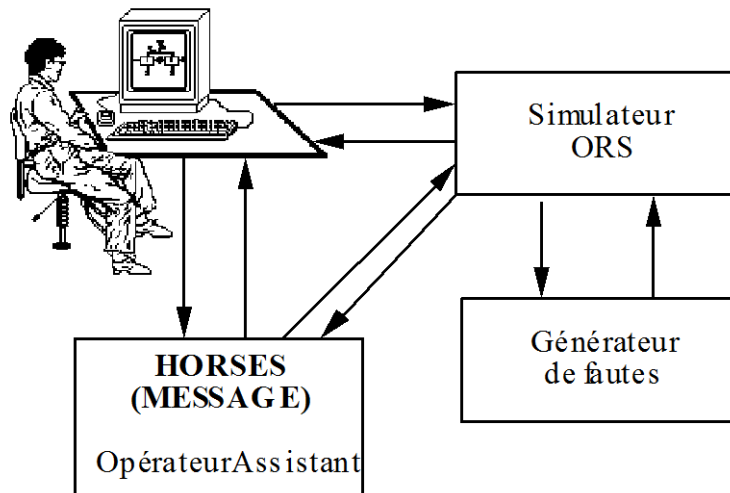 Simulateur
ORS
Générateur
de fautes
HORSES
(MESSAGE)
OpérateurAssistant